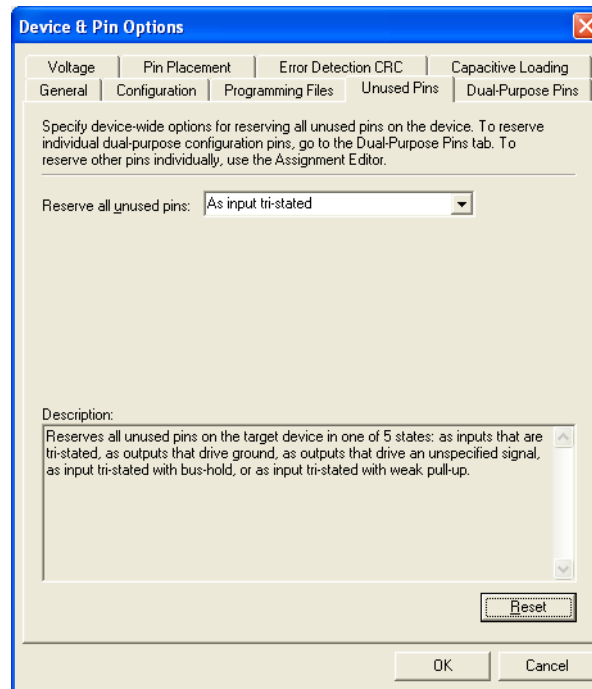 Device & Pin Options
Voltage Pin Placement Error Detection CRC Capacitive Loading
General Configuration Programming Files Unused Pins Dual-Purpose Pins
Specify device-wide options for reserving all unused pins on the device. To reserve
individual dual-purpose configuration pins, go to the Dual-Purpose Pins tab. To
reserve other pins individually, use the Assignment Editor.
Reserve all unused pins: As input tri-stated
Description:
Reserves all unused pins on the target device in one of 5 states: as inputs that are
tri-stated, as outputs that drive ground, as outputs that drive an unspecified signal,
as input tri-stated with bus-hold, or as input tri-stated with weak pull-up.
Reset
OK Cancel